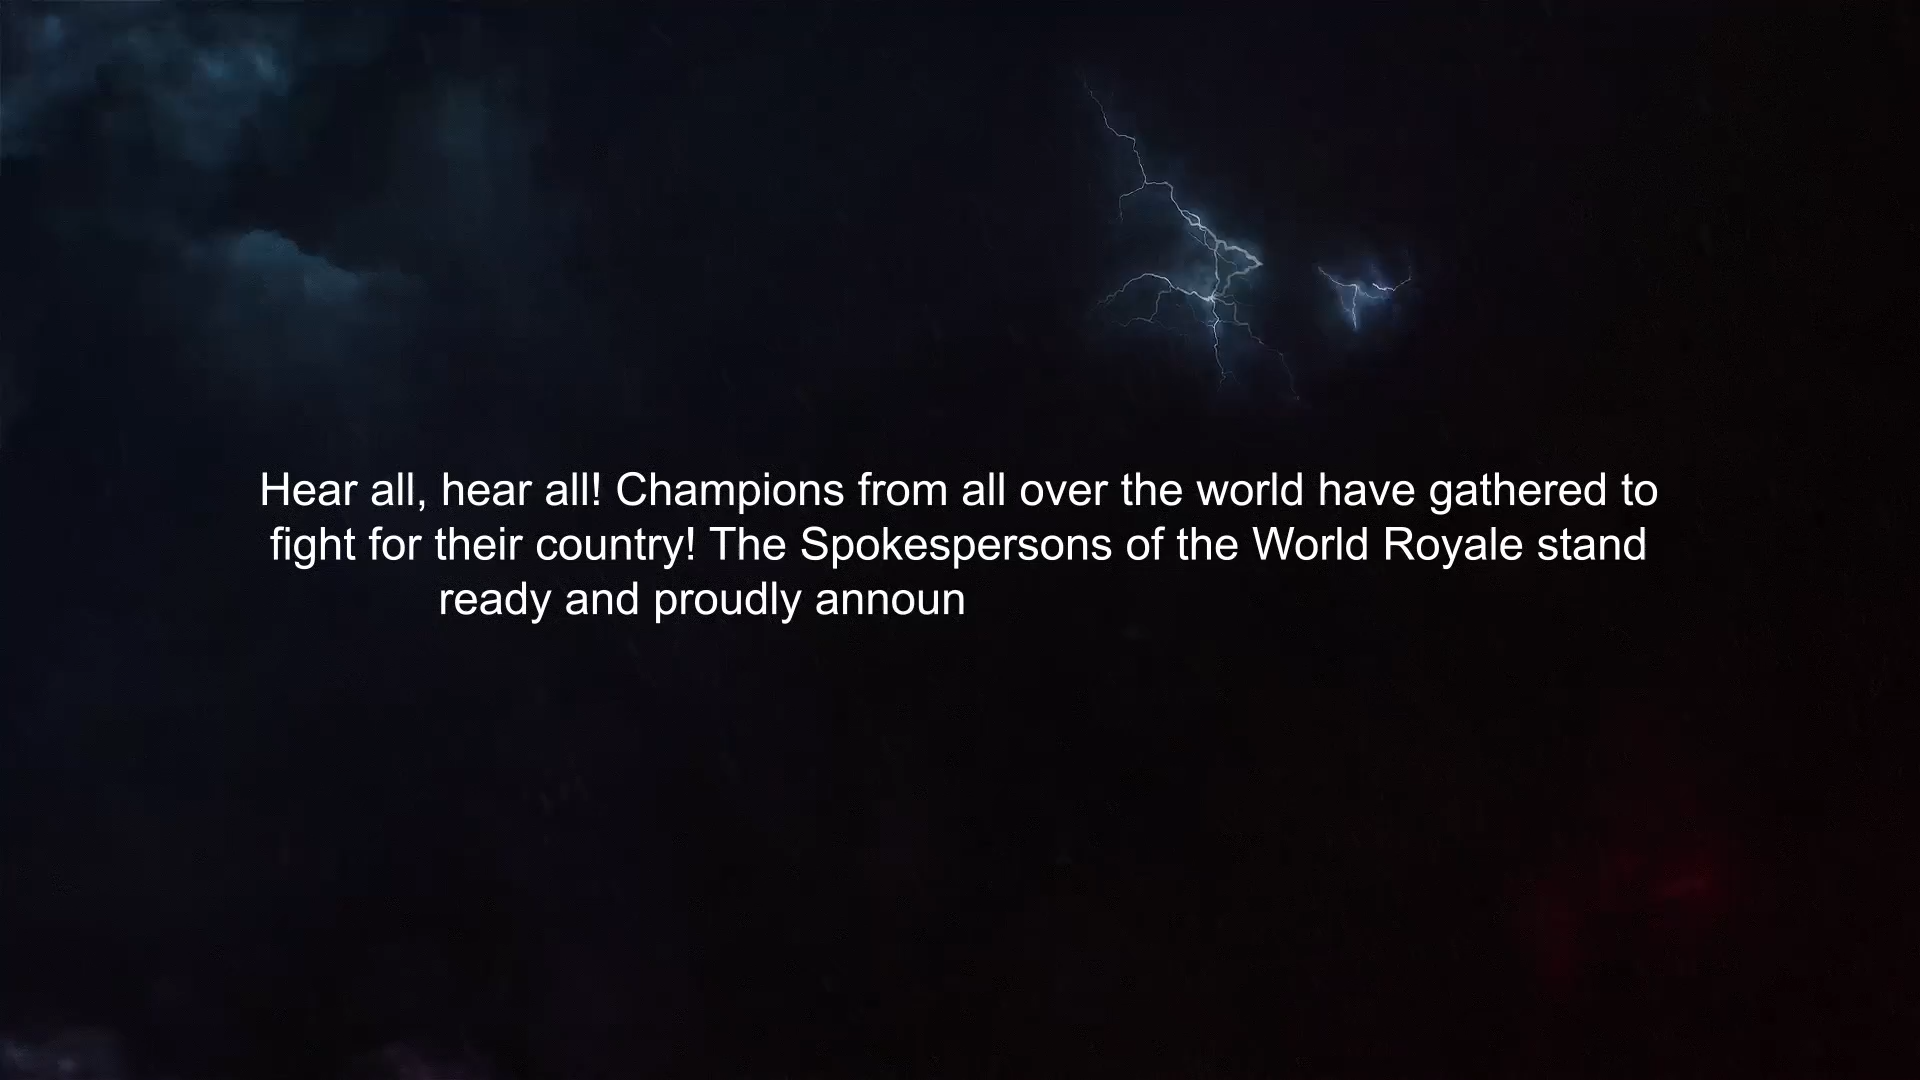 Hear all, hear all! Champions from all over the world have gathered to
fight for their country! The Spokespersons of the World Royale stand
ready and proudly announ